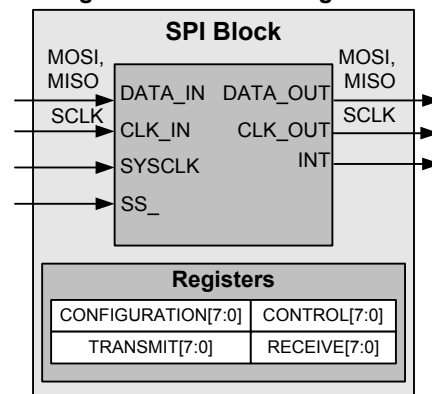 SPI Block
MOSI,
MISO
MOSI,
MISO
DATA_IN DATA_OUT
SCLK
SCLK
CLK_IN CLK_OUT
SYSCLK INT
SS_
Registers
CONFIGURATION[7:0] CONTROL[7:0]
TRANSMIT[7:0] RECEIVE[7:0]